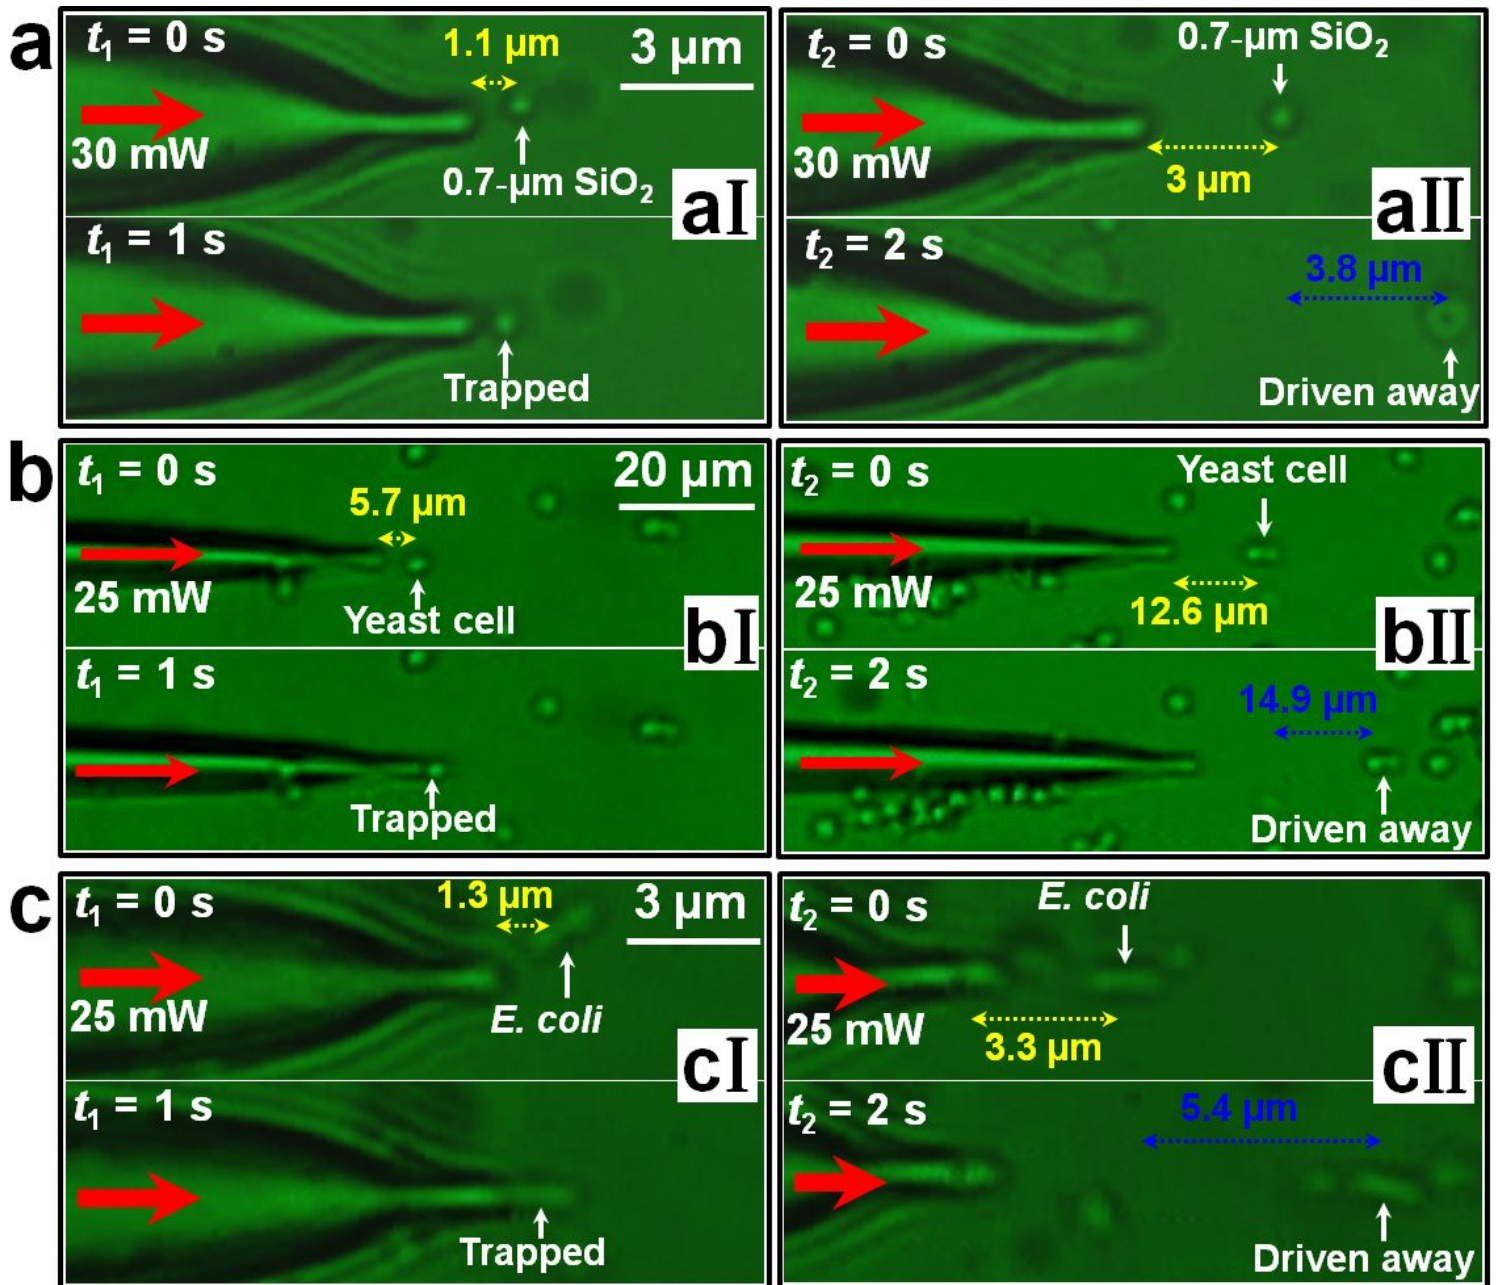 a
t₁ = 0 s
1.1 µm
3 µm
30 mW
0.7-µm SiO₂
aⅠ
t₁ = 1 s
Trapped
t₂ = 0 s
0.7-µm SiO₂
30 mW
3 µm
aⅡ
t₂ = 2 s
3.8 µm
Driven away
b
t₁ = 0 s
20 µm
5.7 µm
25 mW
Yeast cell
bⅠ
t₁ = 1 s
Trapped
t₂ = 0 s
Yeast cell
25 mW
12.6 µm
bⅡ
t₂ = 2 s
14.9 µm
Driven away
c
t₁ = 0 s
1.3 µm
3 µm
25 mW
E. coli
cⅠ
t₁ = 1 s
Trapped
t₂ = 0 s
E. coli
25 mW
3.3 µm
cⅡ
t₂ = 2 s
5.4 µm
Driven away